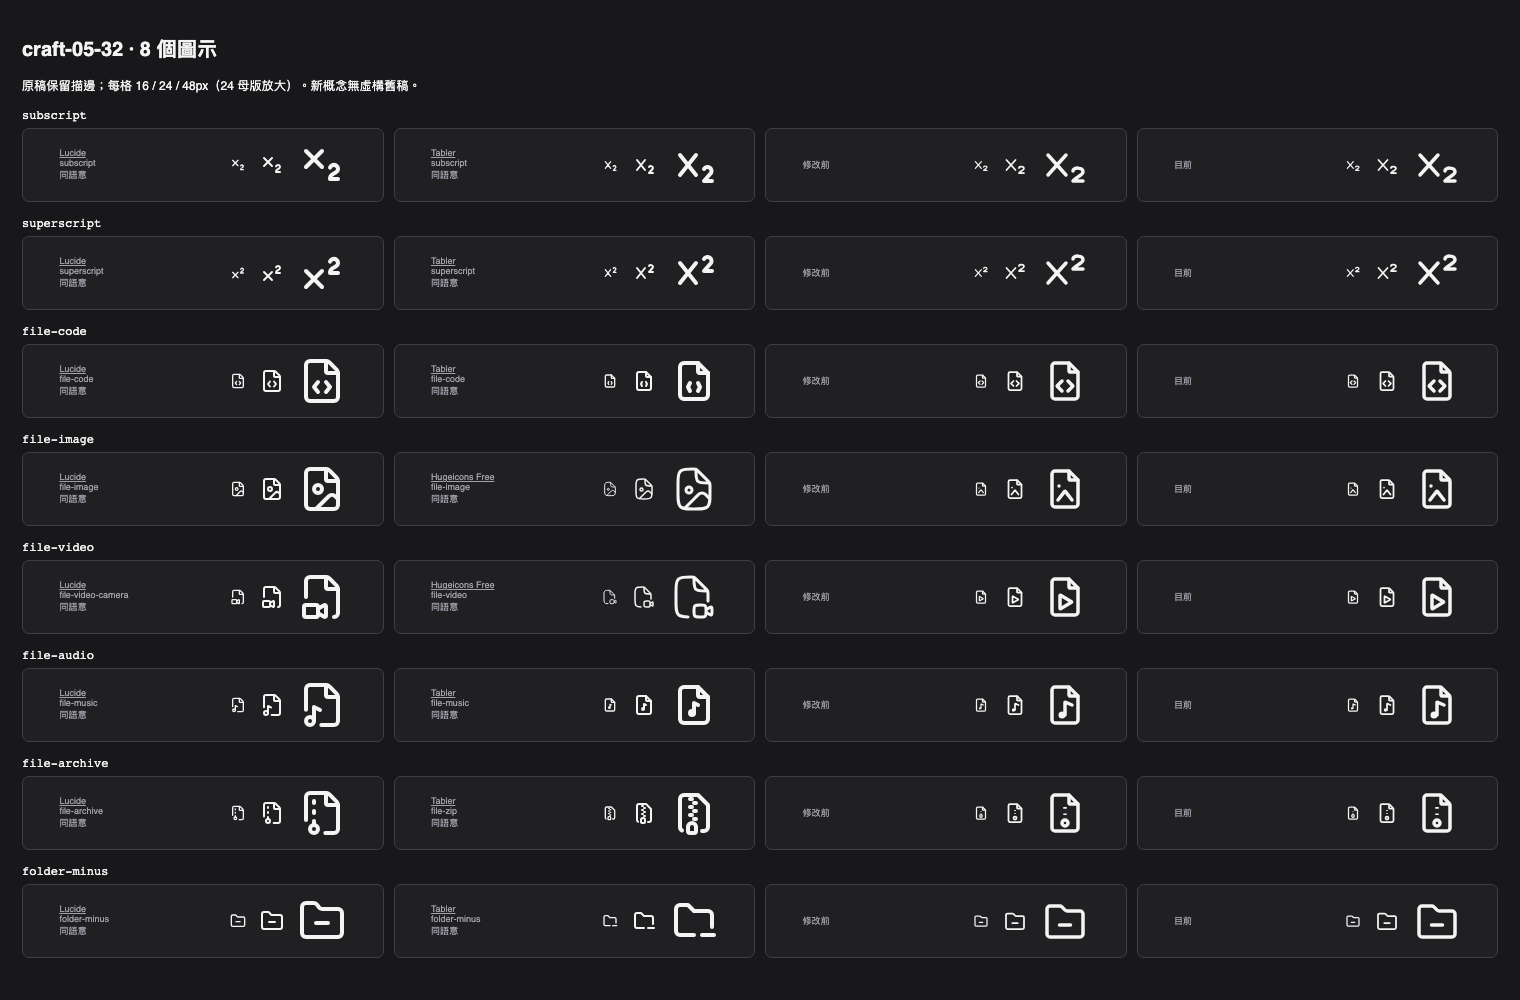 craft-05-32 · 8 個圖示
原稿保留描邊；每格 16 / 24 / 48px（24 母版放大）。新概念無虛構舊稿。
subscript
Lucide
subscript
同語意
Tabler
subscript
同語意
修改前
目前
superscript
Lucide
superscript
同語意
Tabler
superscript
同語意
修改前
目前
file-code
Lucide
file-code
同語意
Tabler
file-code
同語意
修改前
目前
file-image
Lucide
file-image
同語意
Hugeicons Free
file-image
同語意
修改前
目前
file-video
Lucide
file-video-camera
同語意
Hugeicons Free
file-video
同語意
修改前
目前
file-audio
Lucide
file-music
同語意
Tabler
file-music
同語意
修改前
目前
file-archive
Lucide
file-archive
同語意
Tabler
file-zip
同語意
修改前
目前
folder-minus
Lucide
folder-minus
同語意
Tabler
folder-minus
同語意
修改前
目前